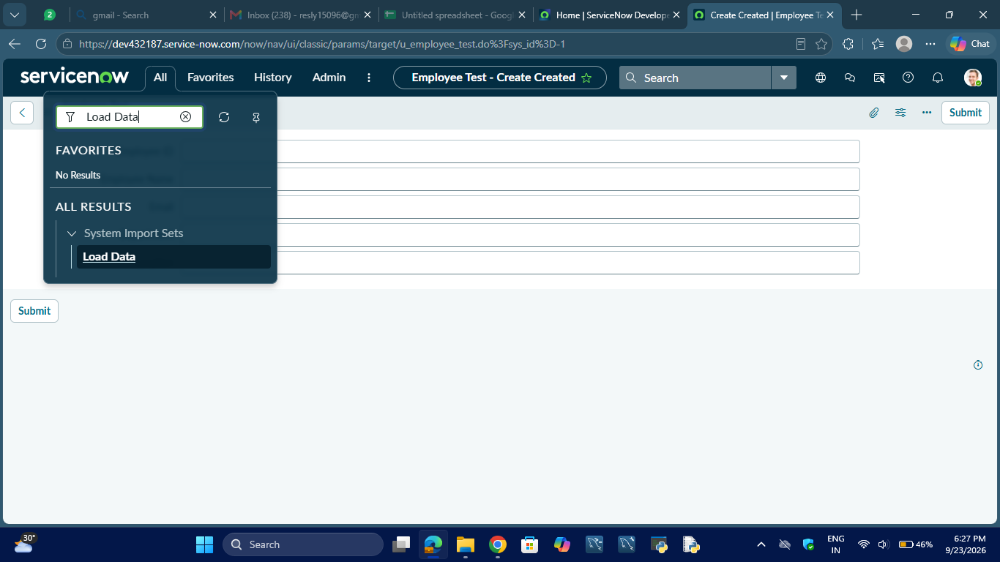 2
gmail - Search
Inbox (238) - resly15096@gm
Untitled spreadsheet - Googl
Home | ServiceNow Develope
Create Created | Employee Te
https://dev432187.service-now.com/now/nav/ui/classic/params/target/u_employee_test.do%3Fsys_id%3D-1
Chat
servicenow
All
Favorites
History
Admin
Employee Test - Create Created
Search
Load Data
Submit
FAVORITES
No Results
ALL RESULTS
System Import Sets
Load Data
Submit
30°
Search
ENG
IN
46%
6:27 PM
9/23/2026